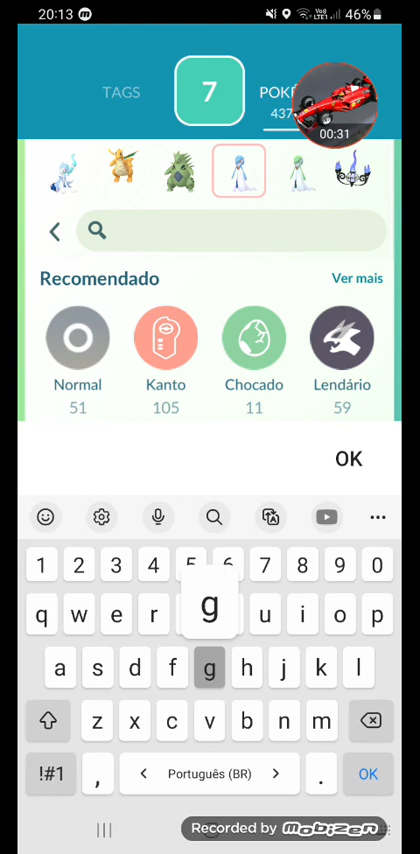 20:13 m Vo9 LTE1 46%
TAGS 7 POKÉ
437
00:31
Recomendado Ver mais
Normal Kanto Chocado Lendário
51 105 11 59
OK
1 2 3 4 5 6 7 8 9 0
q w e r u i o p
g
a s d f g h j k l
z x c v b n m
!#1 , < Português (BR) > . OK
Recorded by mobizen